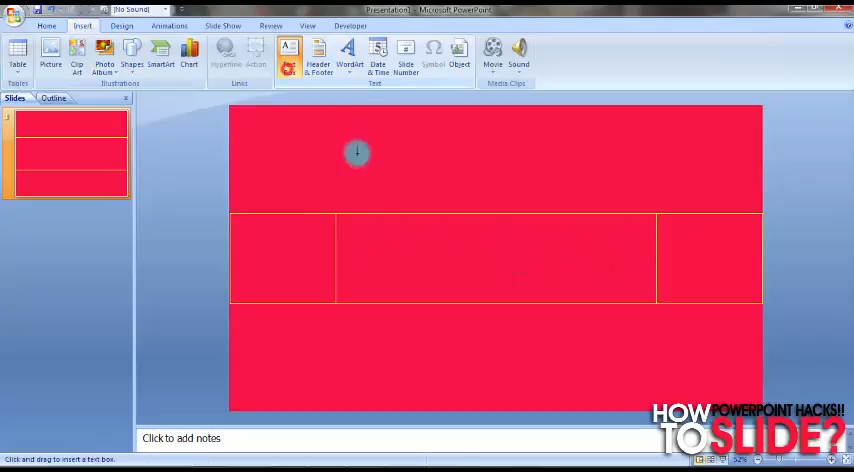 [No Sound]
Presentation1 - Microsoft PowerPoint
Home Insert Design Animations Slide Show Review View Developer
Table Picture Clip Art Photo Album Shapes SmartArt Chart Hyperlink Action Text Box Header & Footer WordArt Date & Time Slide Number Symbol Object Movie Sound
Tables Illustrations Links Text Media Clips
Slides Outline x
1
Click to add notes
HOW TO SLIDE?
POWERPOINT HACKS!!
Click and drag to insert a text box.
52%